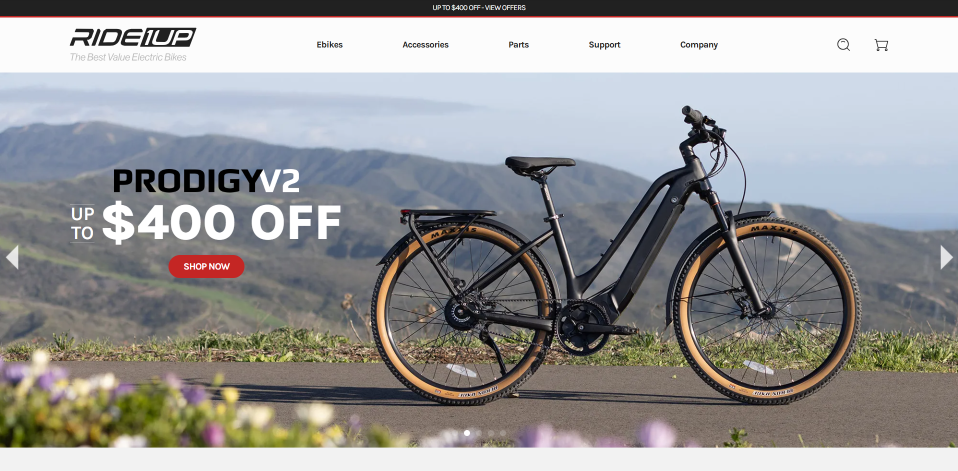 UP TO $400 OFF - VIEW OFFERS
RIDE1UP
The Best Value Electric Bikes
Ebikes
Accessories
Parts
Support
Company
PRODIGYV2
UP TO $400 OFF
SHOP NOW
MAXXIS
MAXXIS